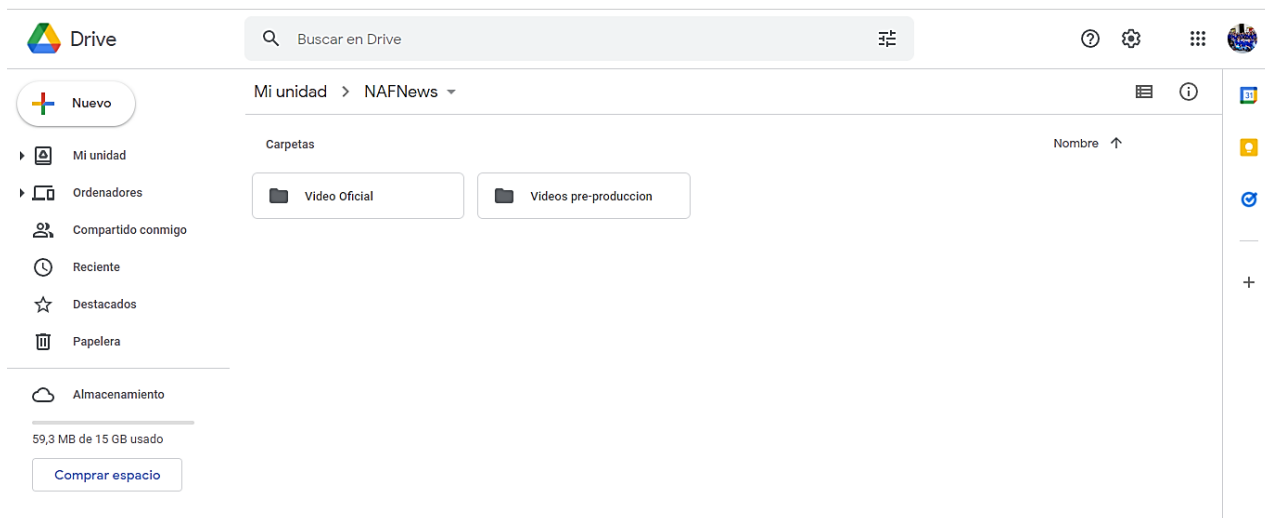 Drive
Buscar en Drive
Nuevo
Mi unidad
Ordenadores
Compartido conmigo
Reciente
Destacados
Papelera
Almacenamiento
59,3 MB de 15 GB usado
Comprar espacio
Mi unidad > NAFNews
Carpetas
Nombre
Video Oficial
Videos pre-produccion
31